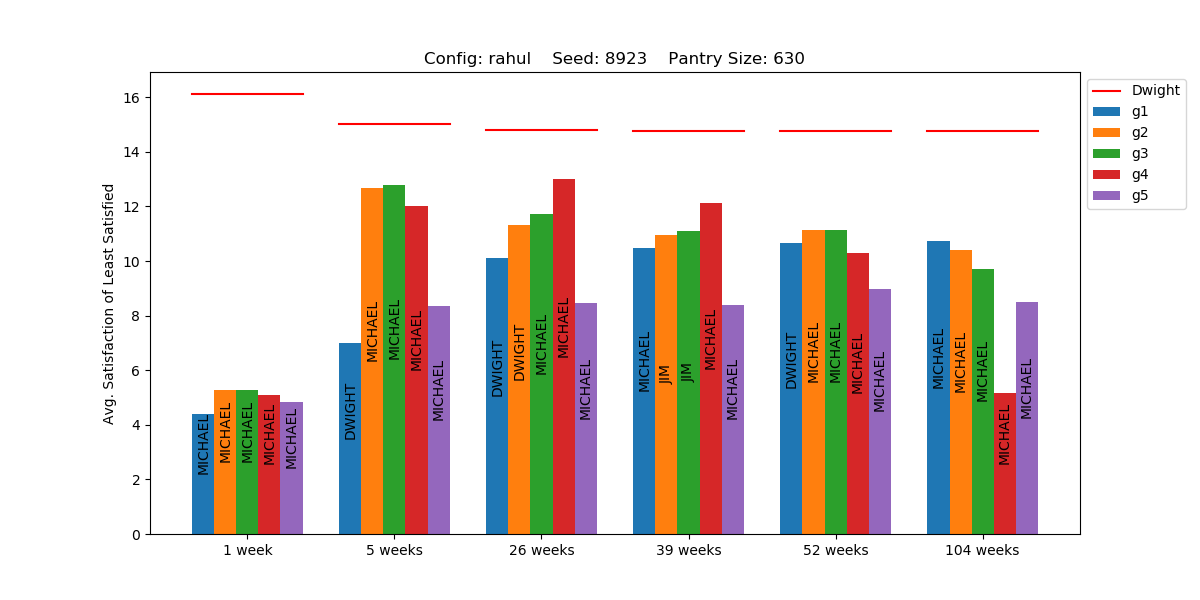 Config: rahul    Seed: 8923    Pantry Size: 630
Avg. Satisfaction of Least Satisfied
16
14
12
10
8
6
4
2
0
MICHAEL
MICHAEL
MICHAEL
MICHAEL
MICHAEL
DWIGHT
MICHAEL
MICHAEL
MICHAEL
MICHAEL
DWIGHT
DWIGHT
MICHAEL
MICHAEL
MICHAEL
MICHAEL
JIM
JIM
MICHAEL
MICHAEL
DWIGHT
MICHAEL
MICHAEL
MICHAEL
MICHAEL
MICHAEL
MICHAEL
MICHAEL
MICHAEL
MICHAEL
1 week
5 weeks
26 weeks
39 weeks
52 weeks
104 weeks
Dwight
g1
g2
g3
g4
g5